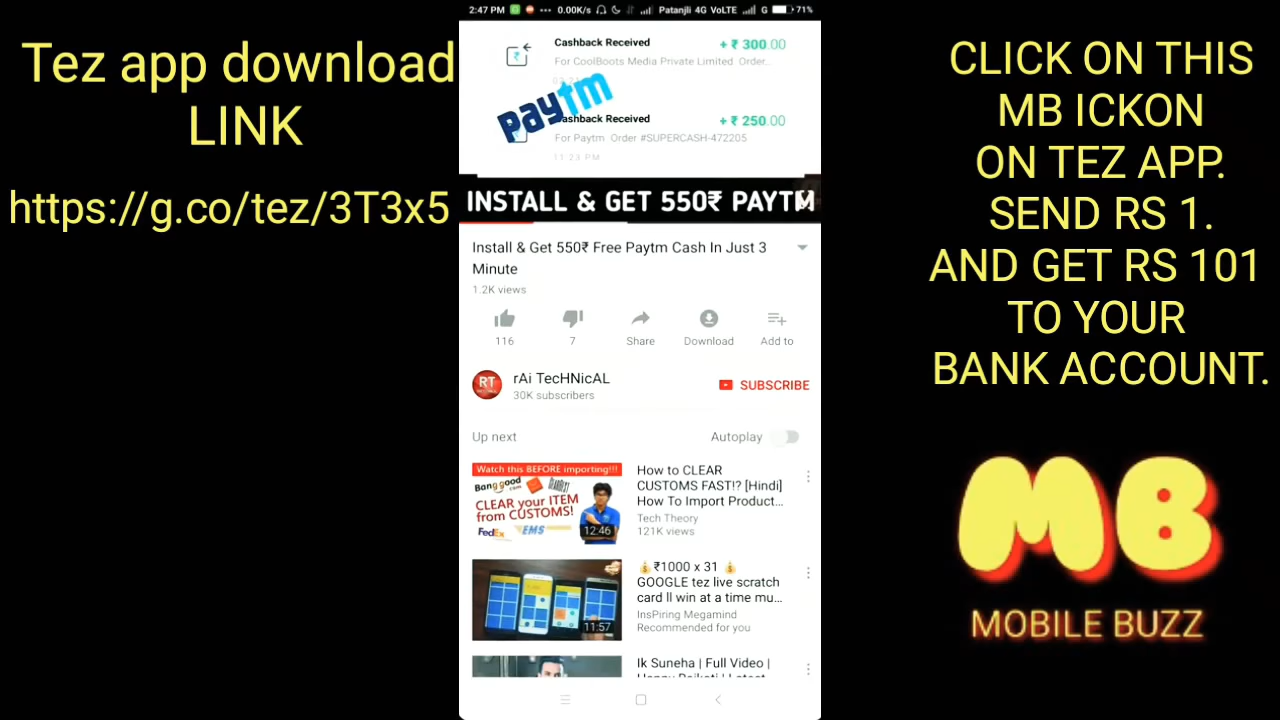 Tez app download
LINK
https://g.co/tez/3T3x5
2:47 PM
0.00K/s
Patanjli 4G VoLTE
G
71%
Cashback Received
+ ₹ 300.00
For CoolBoots Media Private Limited Order...
paytm
Cashback Received
+ ₹ 250.00
For Paytm Order #SUPERCASH-472205
11:23 PM
INSTALL & GET 550₹ PAYTM
Install & Get 550₹ Free Paytm Cash In Just 3
Minute
1.2K views
116
7
Share
Download
Add to
RT
rAi TecHNicAL
30K subscribers
SUBSCRIBE
Up next
Autoplay
Watch this BEFORE importing!!!
Banggood.com
GEARBEST
CLEAR your ITEM
from CUSTOMS!
FedEx
EMS
12:46
How to CLEAR
CUSTOMS FAST!? [Hindi]
How To Import Product...
Tech Theory
121K views
11:57
💰₹1000 x 31 💰
GOOGLE tez live scratch
card ll win at a time mu...
InsPiring Megamind
Recommended for you
Ik Suneha | Full Video |
CLICK ON THIS
MB ICKON
ON TEZ APP.
SEND RS 1.
AND GET RS 101
TO YOUR
BANK ACCOUNT.
MB
MOBILE BUZZ